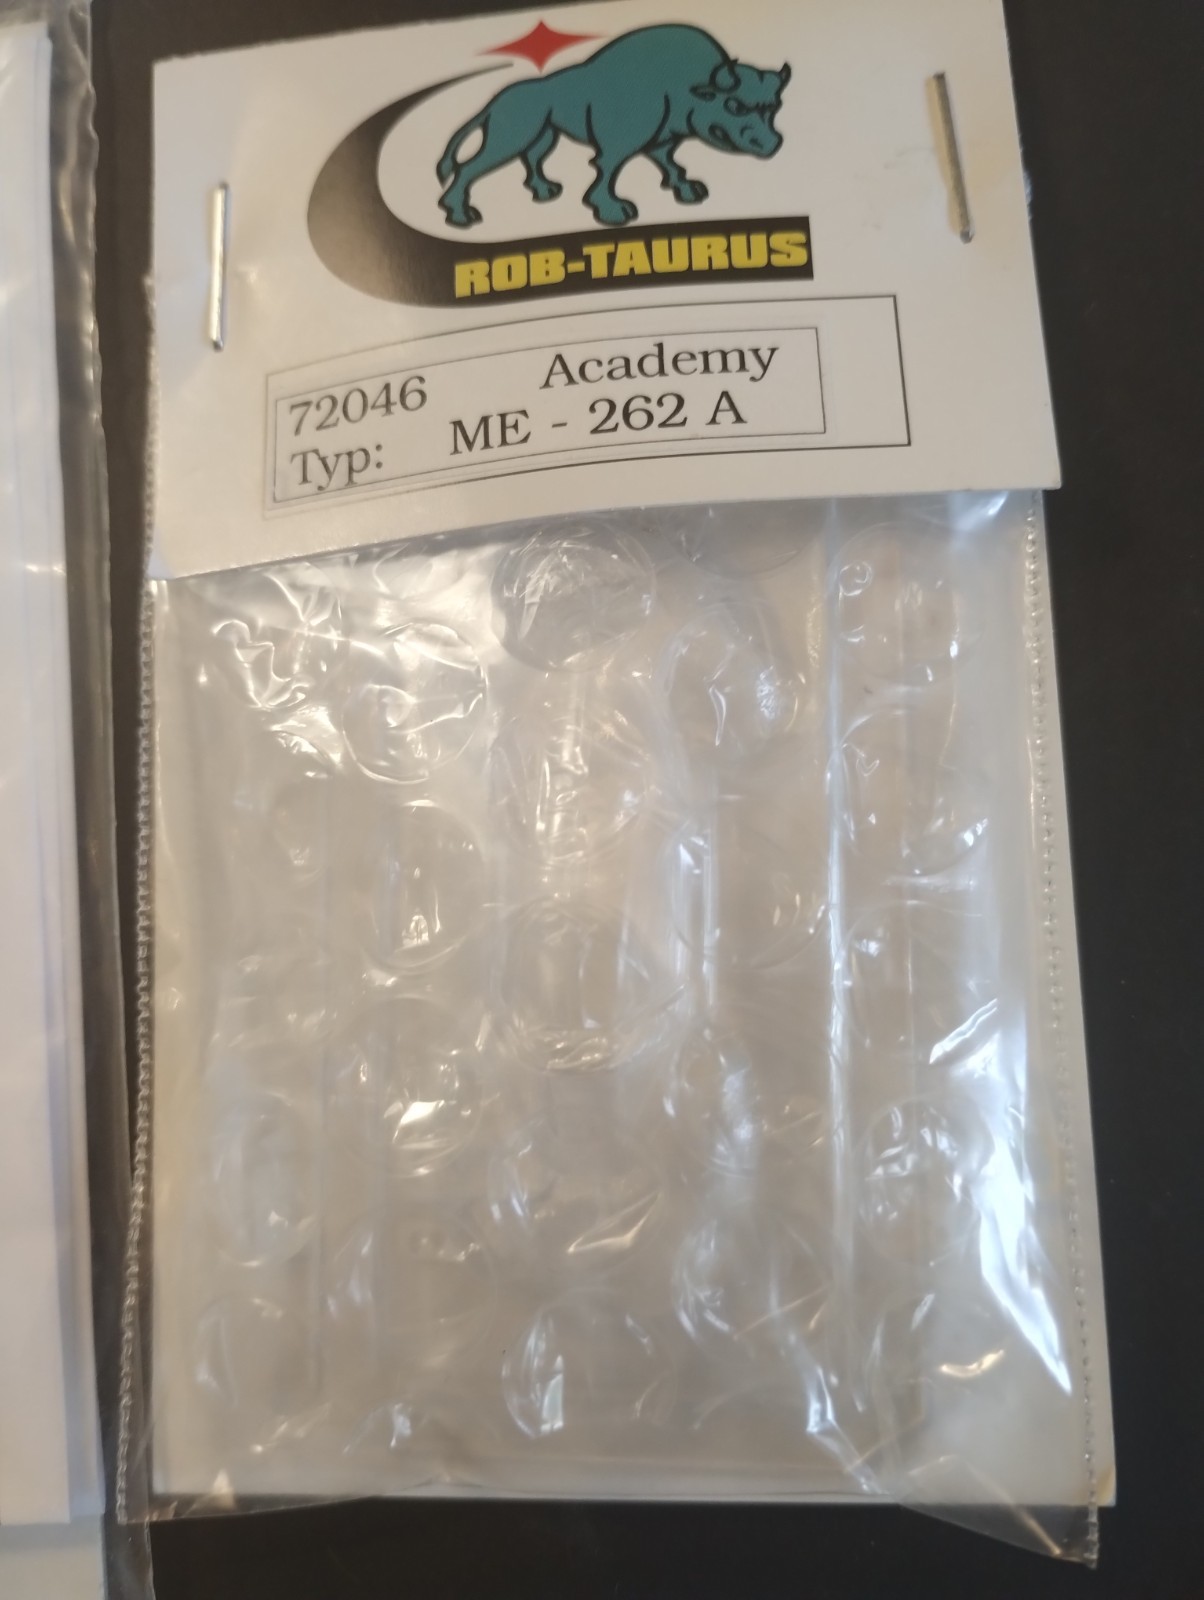 ROB-TAURUS
72046 Academy
Typ: ME - 262 A